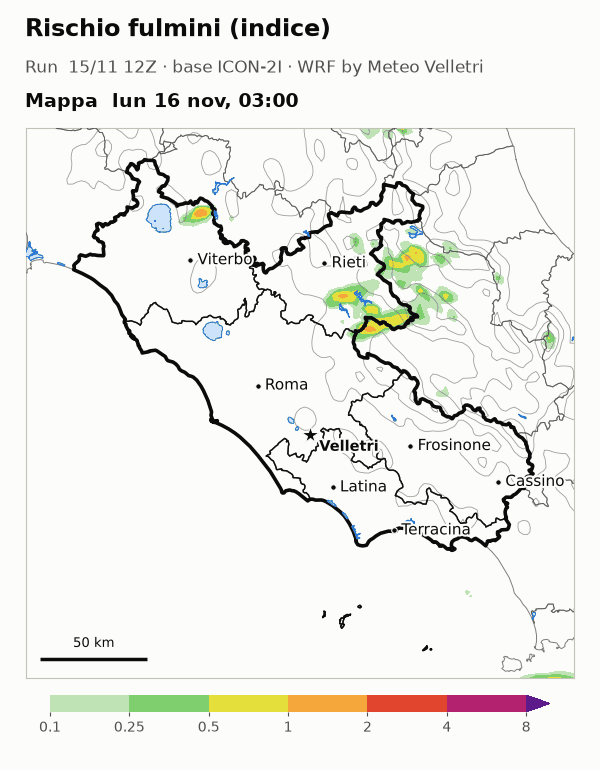 Rischio fulmini (indice)
Run  15/11 12Z · base ICON-2I · WRF by Meteo Velletri
Mappa  lun 16 nov, 03:00
Viterbo
Rieti
Roma
Velletri
Frosinone
Latina
Cassino
Terracina
50 km
0.1 0.25 0.5 1 2 4 8